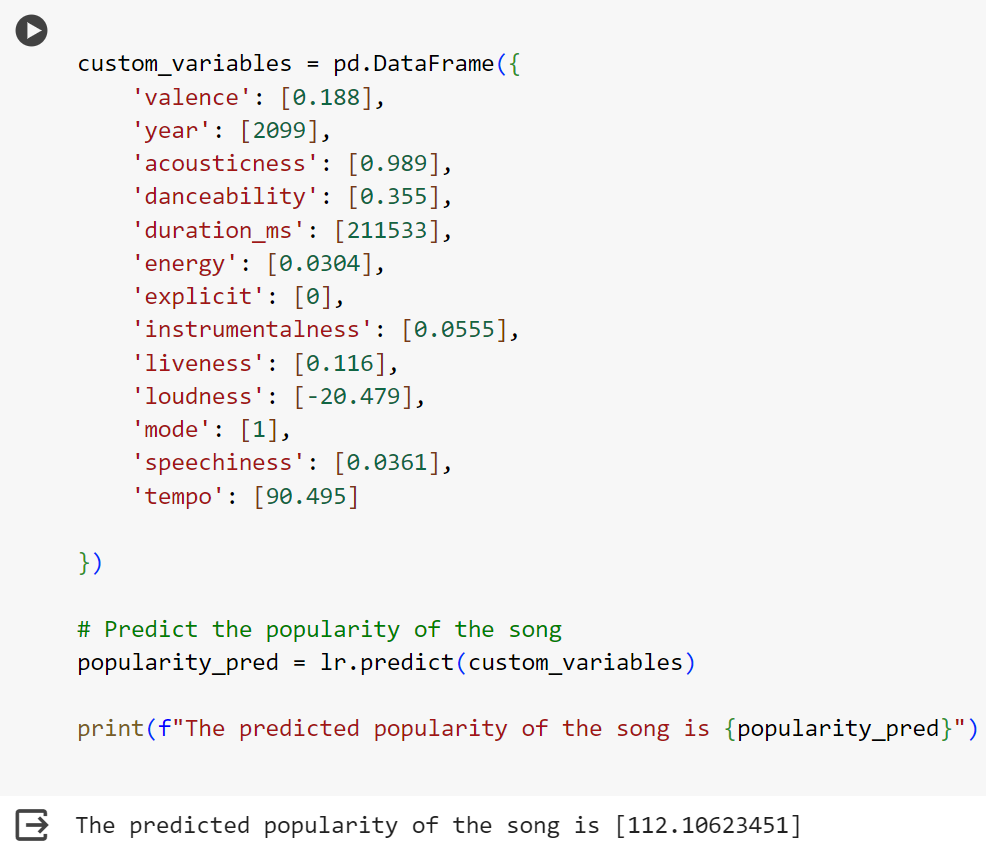 custom_variables = pd.DataFrame({
    'valence': [0.188],
    'year': [2099],
    'acousticness': [0.989],
    'danceability': [0.355],
    'duration_ms': [211533],
    'energy': [0.0304],
    'explicit': [0],
    'instrumentalness': [0.0555],
    'liveness': [0.116],
    'loudness': [-20.479],
    'mode': [1],
    'speechiness': [0.0361],
    'tempo': [90.495]
})
# Predict the popularity of the song
popularity_pred = lr.predict(custom_variables)
print(f"The predicted popularity of the song is {popularity_pred}")
The predicted popularity of the song is [112.10623451]